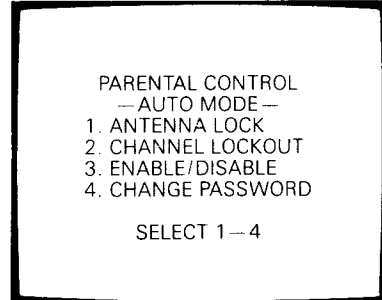 PARENTAL CONTROL
—AUTO MODE—
1. ANTENNA LOCK
2. CHANNEL LOCKOUT
3. ENABLE/DISABLE
4. CHANGE PASSWORD
SELECT 1—4